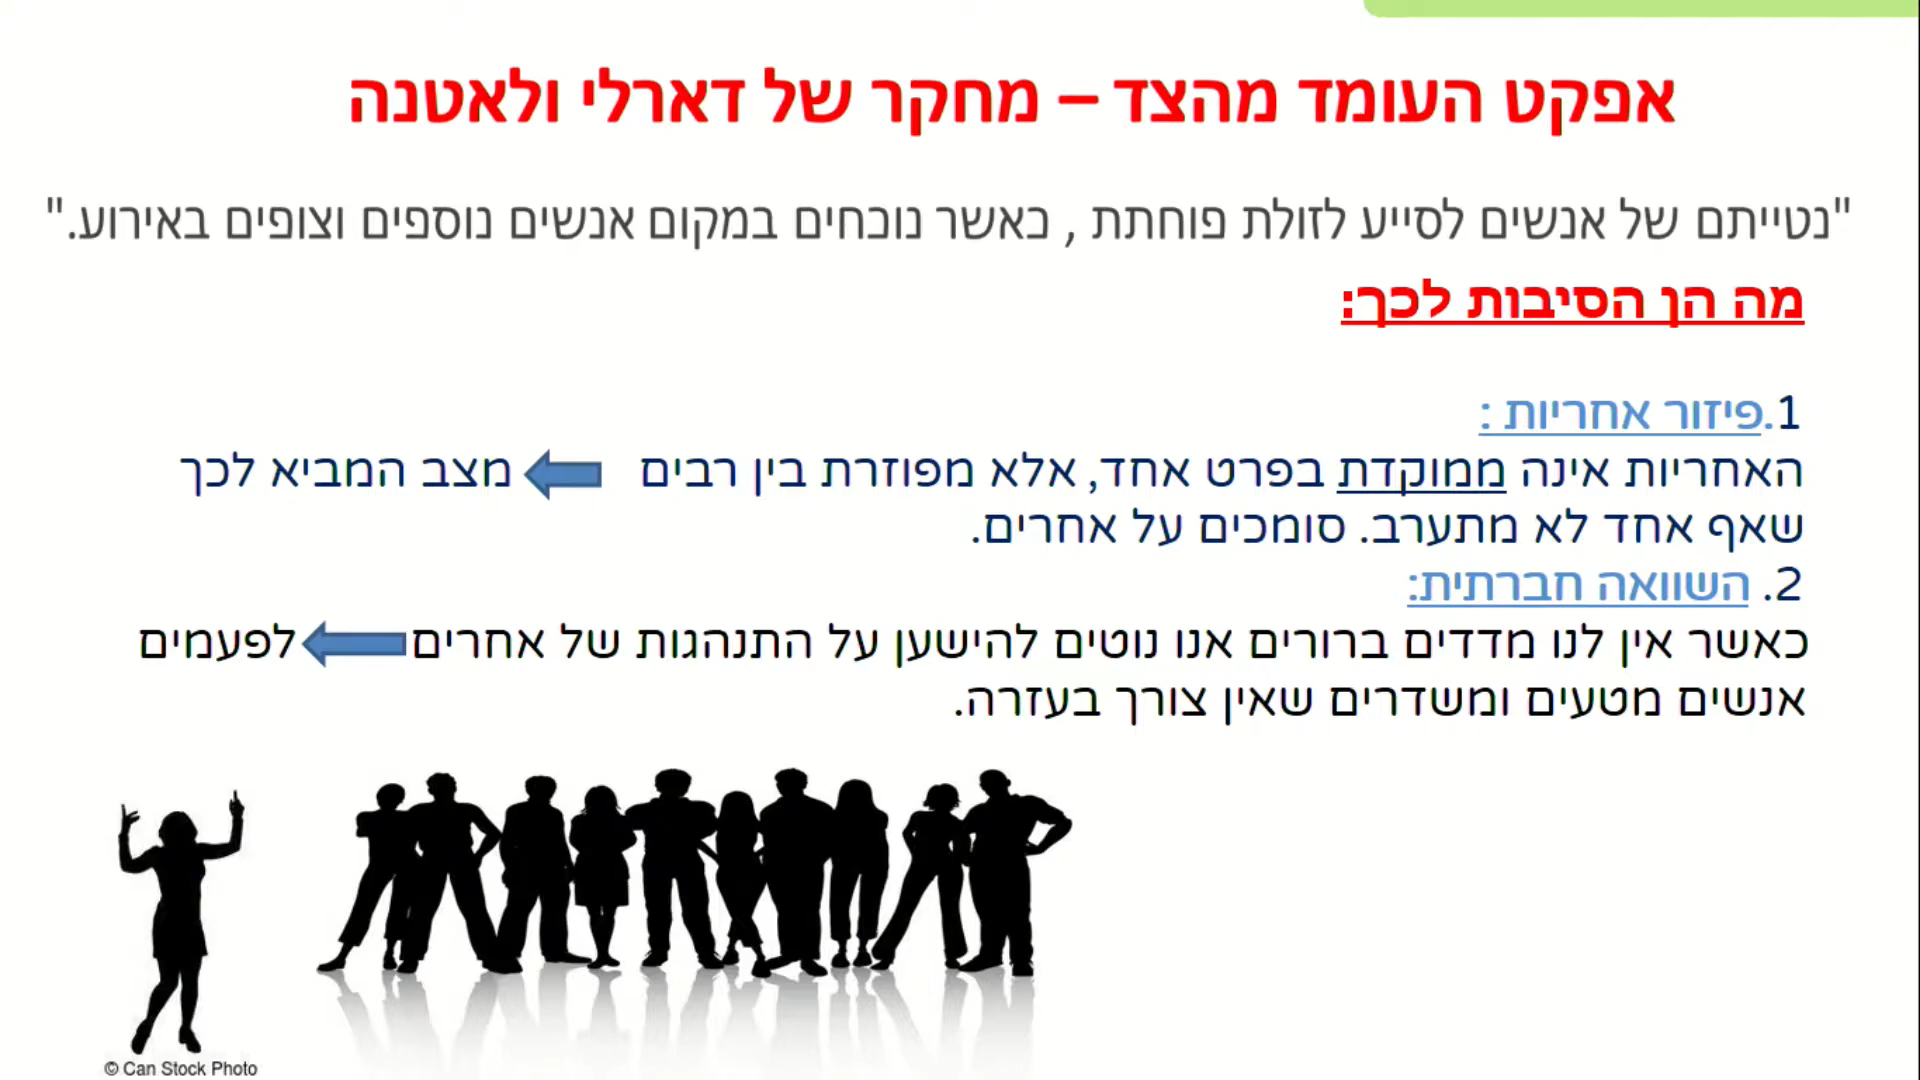 אפקט העומד מהצד – מחקר של דארלי ולאטנה
"נטייתם של אנשים לסייע לזולת פוחתת , כאשר נוכחים במקום אנשים נוספים וצופים באירוע."
מה הן הסיבות לכך:
1.פיזור אחריות :
האחריות אינה ממוקדת בפרט אחד, אלא מפוזרת בין רבים מצב המביא לכך
שאף אחד לא מתערב. סומכים על אחרים.
2. השוואה חברתית:
כאשר אין לנו מדדים ברורים אנו נוטים להישען על התנהגות של אחרים לפעמים
אנשים מטעים ומשדרים שאין צורך בעזרה.
© Can Stock Photo